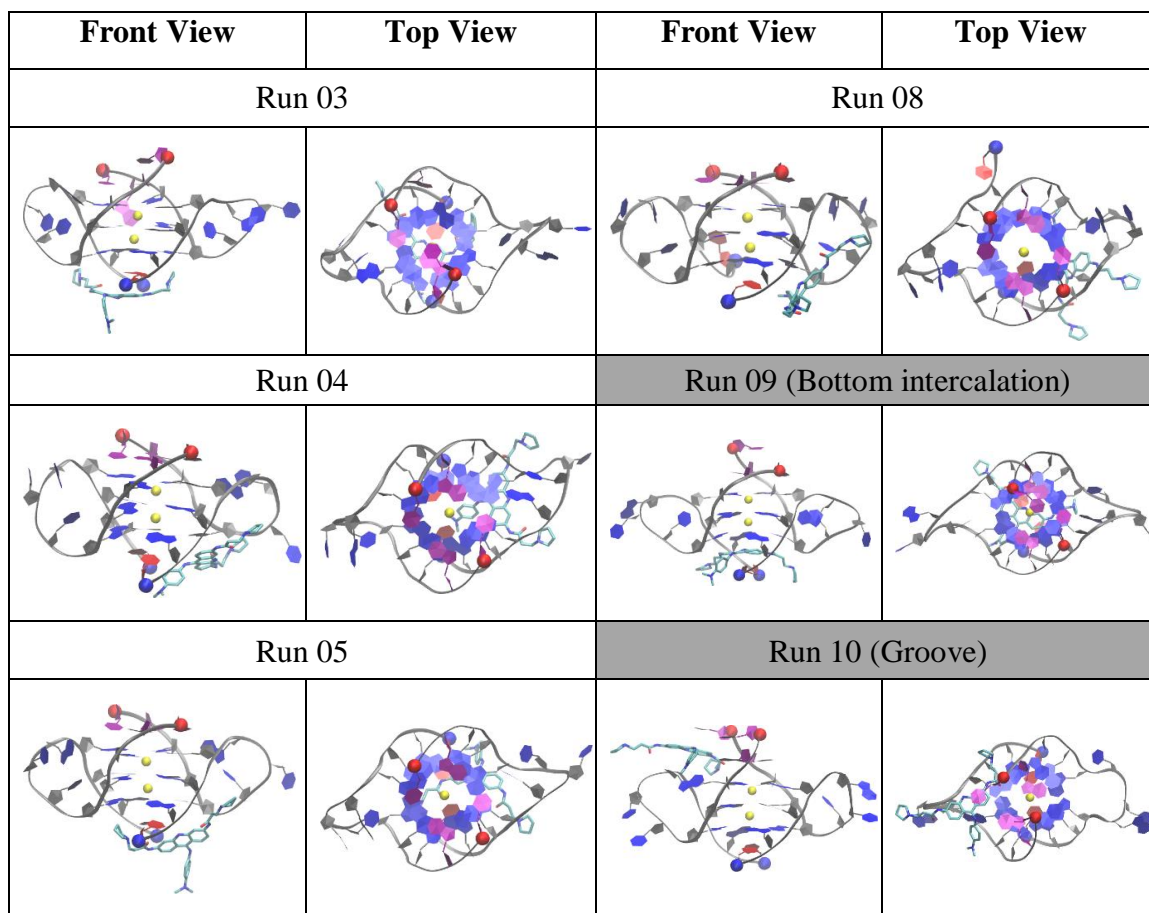 Front View
Top View
Front View
Top View
Run 03
Run 08
Run 04
Run 09 (Bottom intercalation)
Run 05
Run 10 (Groove)